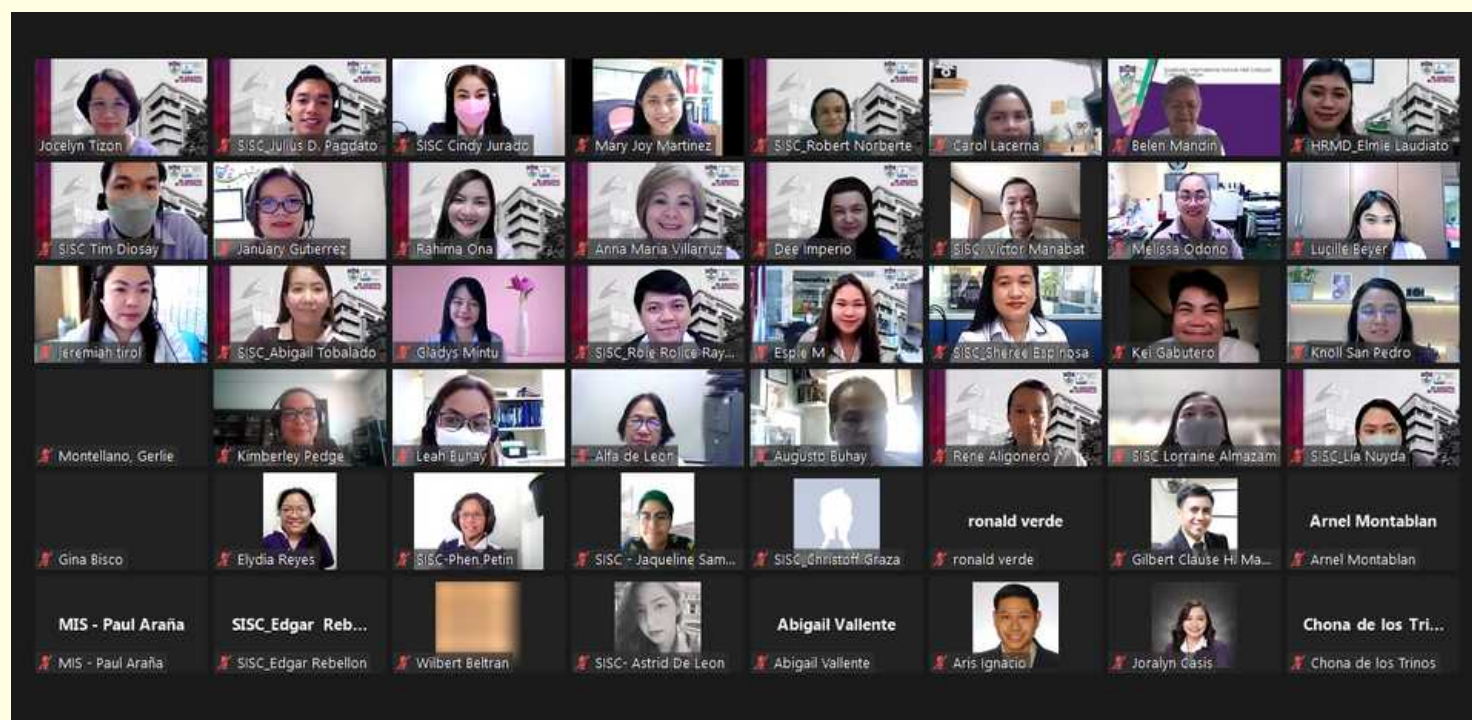 Jocelyn Tizon
SISC_Julius D. Pagdato
SISC Cindy Jurado
Mary Joy Martinez
SISC_Robert Norberte
Carol Lacerna
Belen Mandin
HRMD_Elmie Laudiato
SISC Tim Diosay
January Gutierrez
Rahima Ona
Anna Maria Villarruz
Dee Imperio
SISC, Victor Manabat
Melissa Odono
Lucille Beyer
jeremiah tirol
SISC_Abigail Tobalado
Gladys Mintu
SISC_Role Rolice Ray...
Espie M
SISC_Sheree Espinosa
Kei Gabutero
Knoll San Pedro
Montellano, Gerlie
Kimberley Pedge
Leah Buhay
Alfa de Leon
Augusto Buhay
Rene Aligonero
SISC Lorraine Almazam
SISC_Lia Nuyda
Gina Bisco
Elydia Reyes
SISC-Phen Petin
SISC - Jaqueline Sam...
SISC_Christoff Graza
ronald verde
ronald verde
Gilbert Clause H. Ma...
Arnel Montablan
Arnel Montablan
MIS - Paul Araña
MIS - Paul Araña
SISC_Edgar Reb...
SISC_Edgar Rebellon
Wilbert Beltran
SISC- Astrid De Leon
Abigail Vallente
Abigail Vallente
Aris Ignacio
Joralyn Casis
Chona de los Tri...
Chona de los Trinos